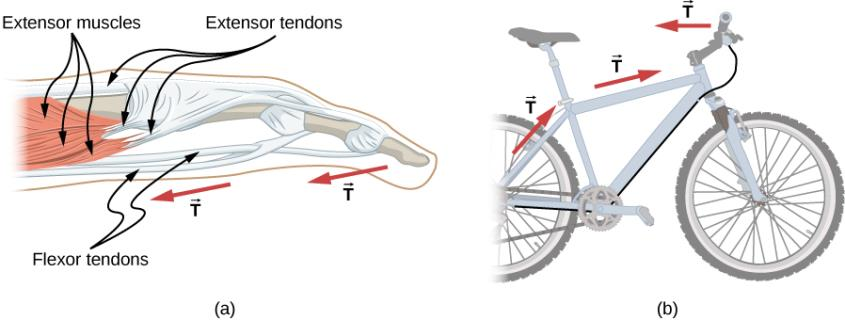 Extensor muscles
Extensor tendons
T
T
Flexor tendons
(a)
T
T
T
(b)